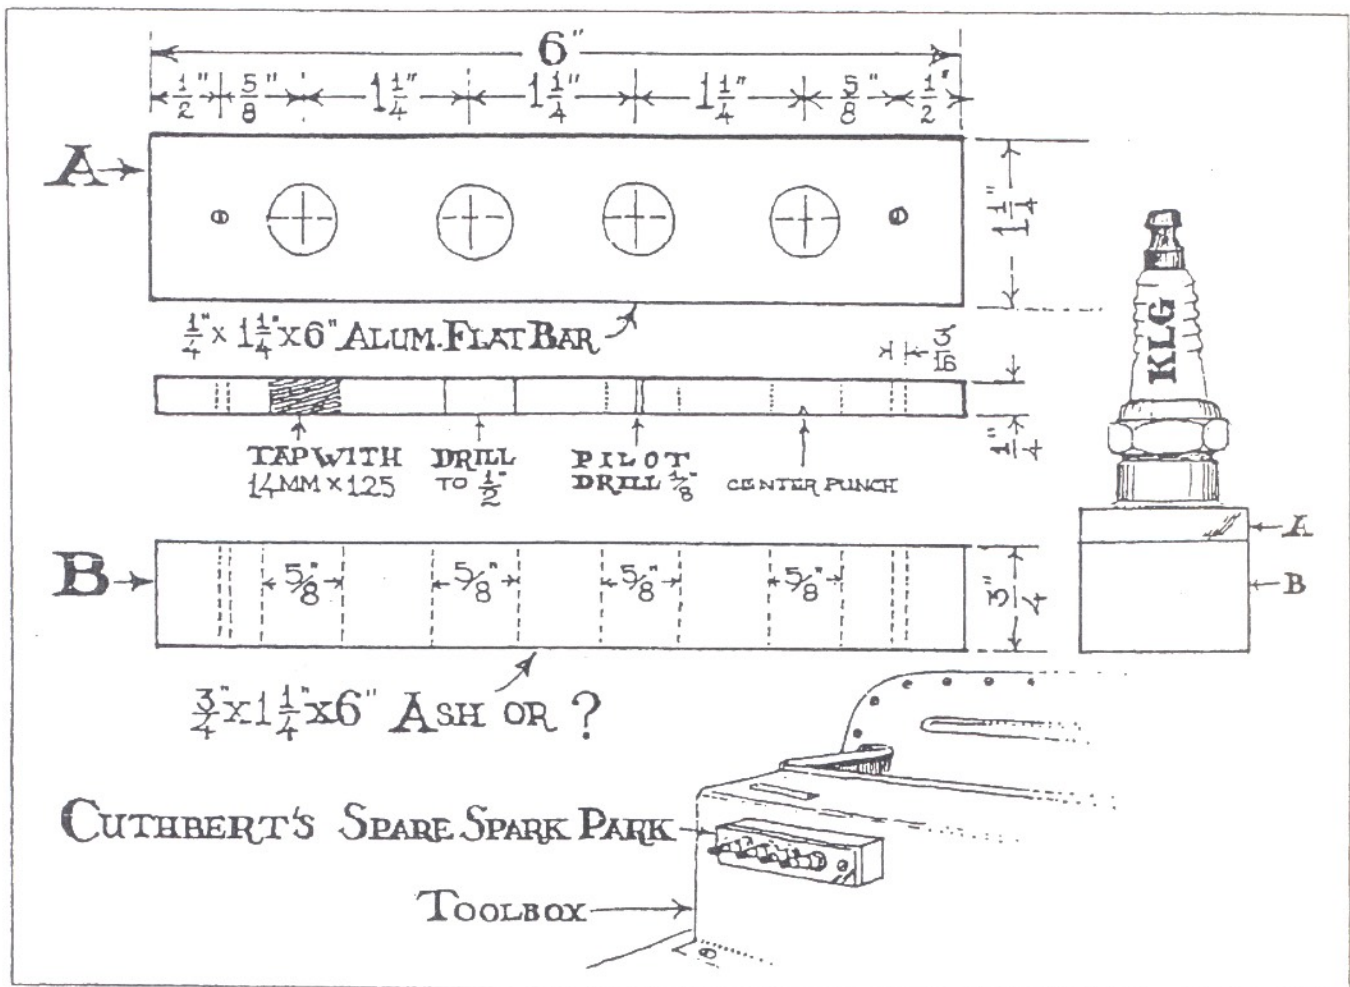 6"
1/2" 5/8" 1 1/4" 1 1/4" 1 1/4" 5/8" 1/2"
A
1 1/4"
1/4" x 1 1/4" x 6" ALUM. FLAT BAR
3/16
1/4"
TAP WITH
14MM x 1.25
DRILL
TO 1/2"
PILOT
DRILL 1/8"
CENTER PUNCH
KLG
A
B
B
5/8" 5/8" 5/8" 5/8"
3/4"
3/4" x 1 1/4" x 6" ASH OR ?
CUTHBERT'S SPARE SPARK PARK
TOOLBOX